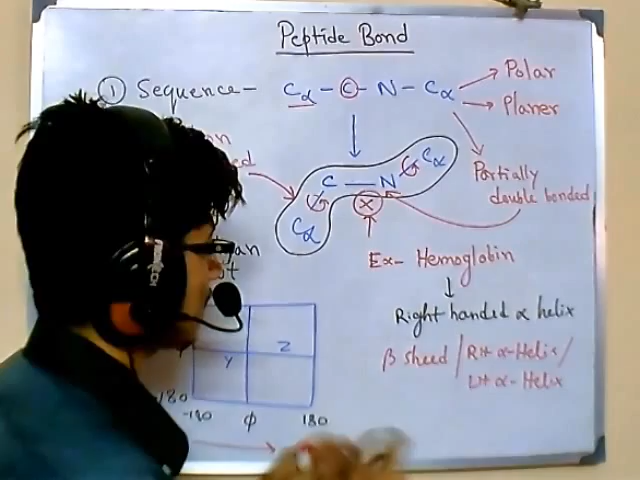 Peptide Bond
① Sequence - Cα - C - N - Cα
Polar
Planer
Partially
double bonded
C — N
Cα
Cα
X
Ex- Hemoglobin
Right handed α helix
β sheed / RH α-Helix /
LH α-Helix
Y
Z
-180
-180 φ 180